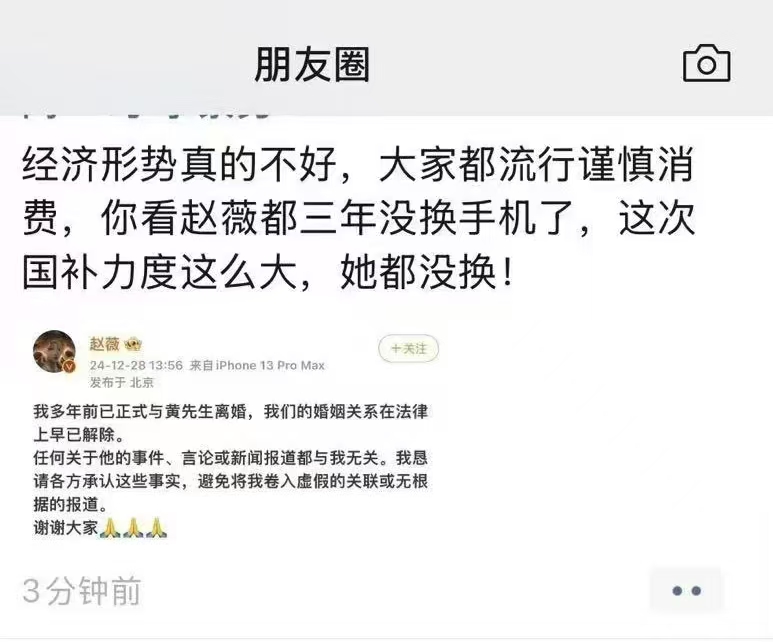 朋友圈
经济形势真的不好，大家都流行谨慎消
费，你看赵薇都三年没换手机了，这次
国补力度这么大，她都没换！
赵薇
+关注
24-12-28 13:56 来自iPhone 13 Pro Max
发布于 北京
我多年前已正式与黄先生离婚，我们的婚姻关系在法律
上早已解除。
任何关于他的事件、言论或新闻报道都与我无关。我恳
请各方承认这些事实，避免将我卷入虚假的关联或无根
据的报道。
谢谢大家🙏🙏🙏
3分钟前